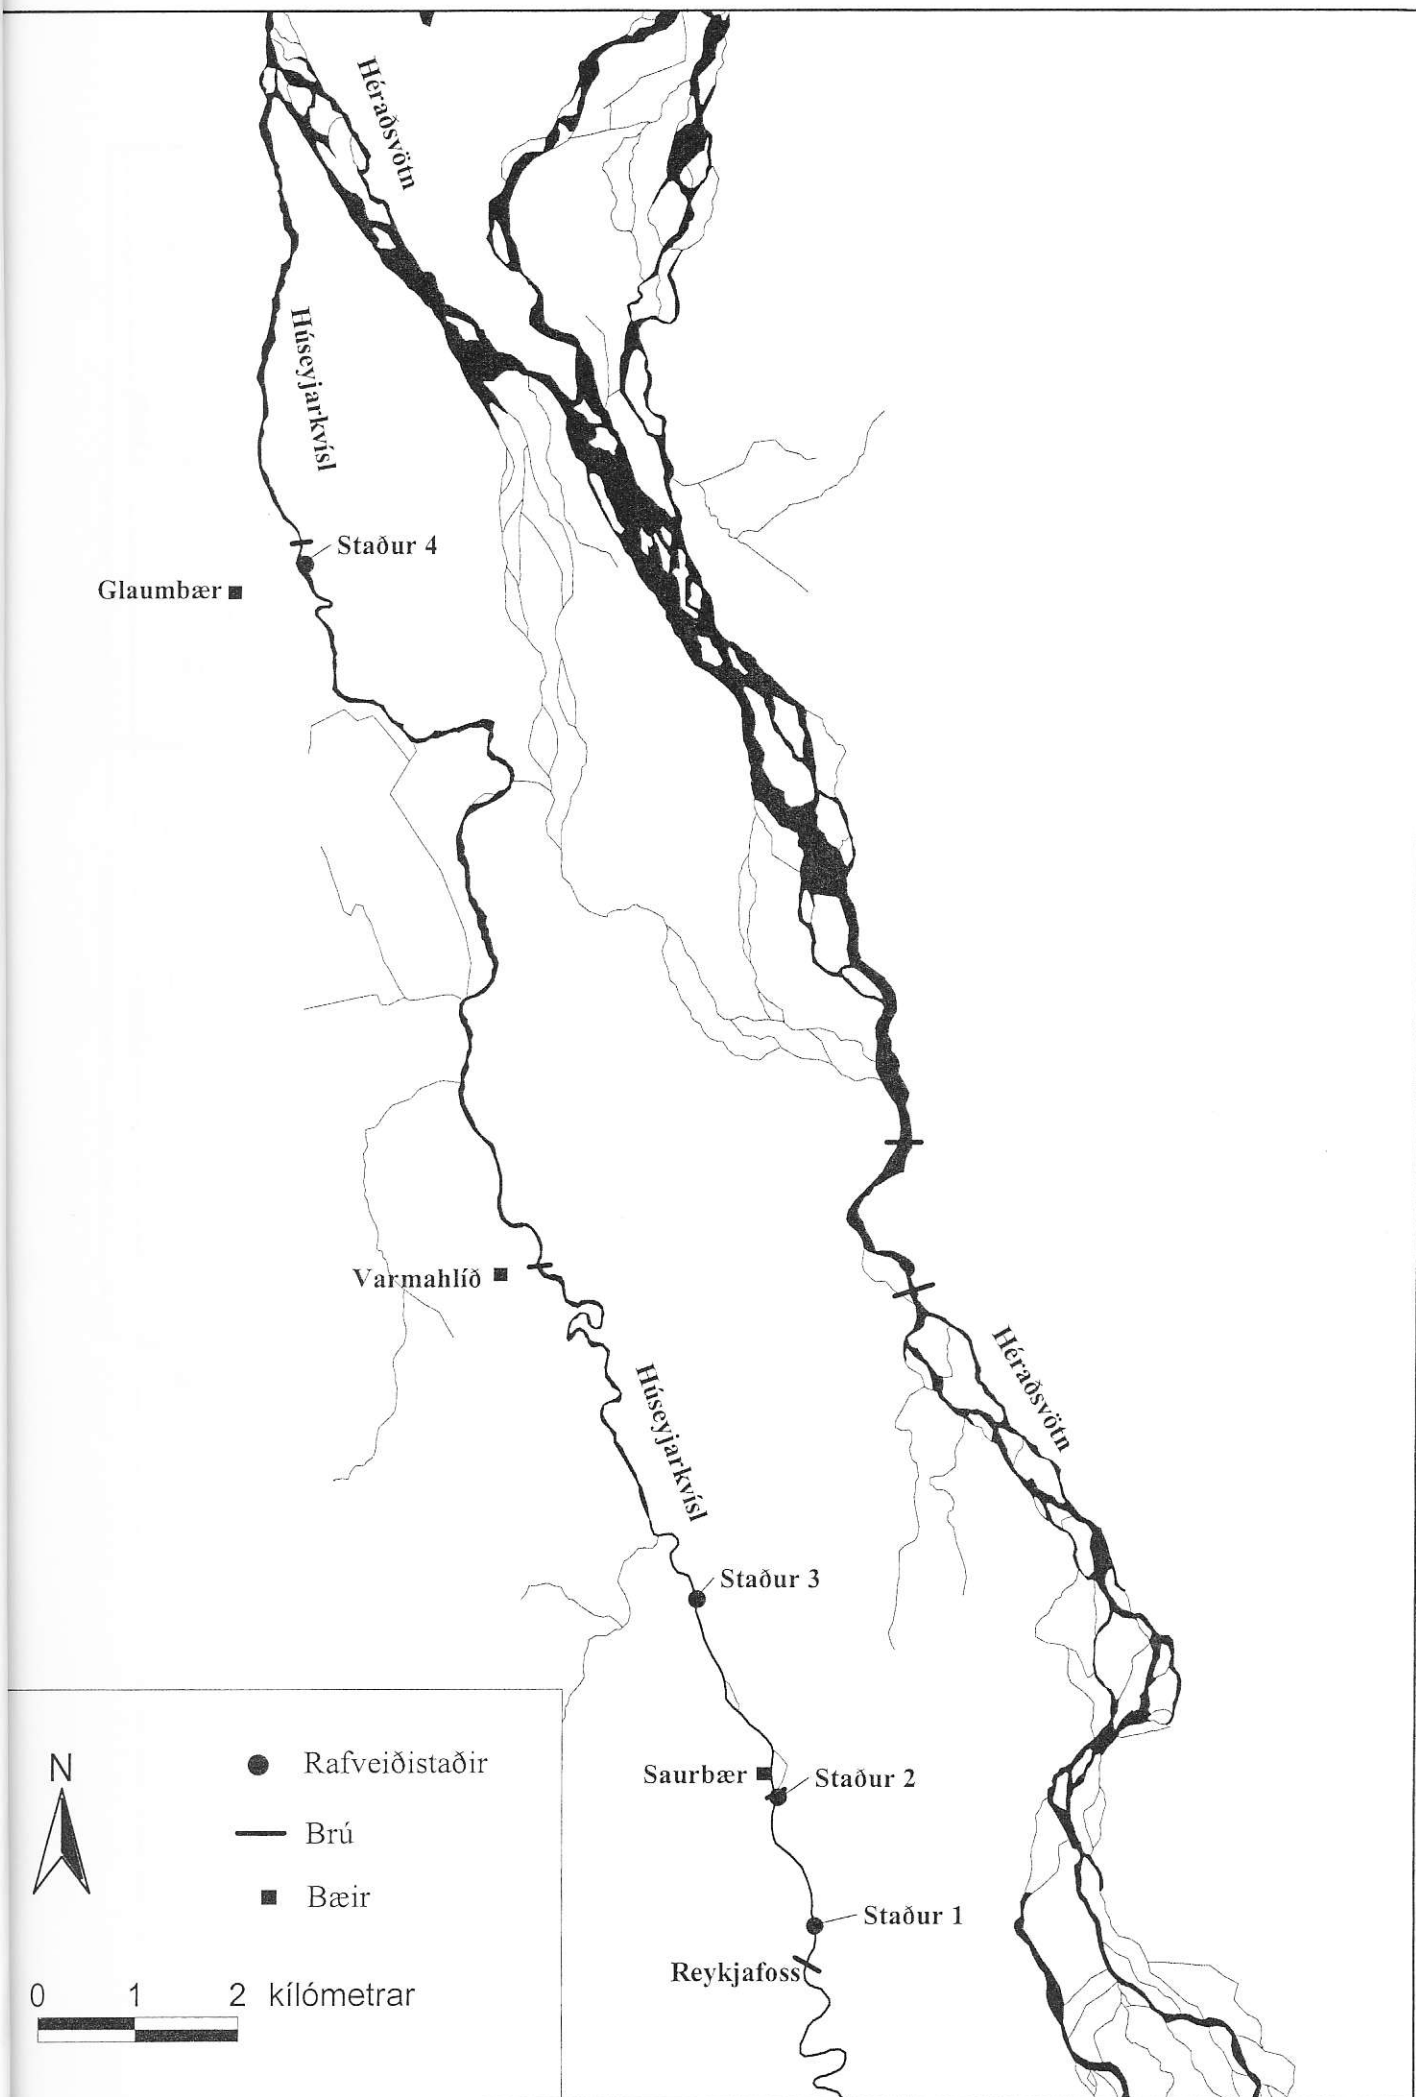 Héraðsvötn
Húseyjarkvísl
Staður 4
Glaumbær
Varmahlíð
Héraðsvötn
Húseyjarkvísl
Staður 3
Saurbær
Staður 2
Staður 1
Reykjafoss
N
Rafveiðistaðir
Brú
Bæir
0 1 2 kílómetrar